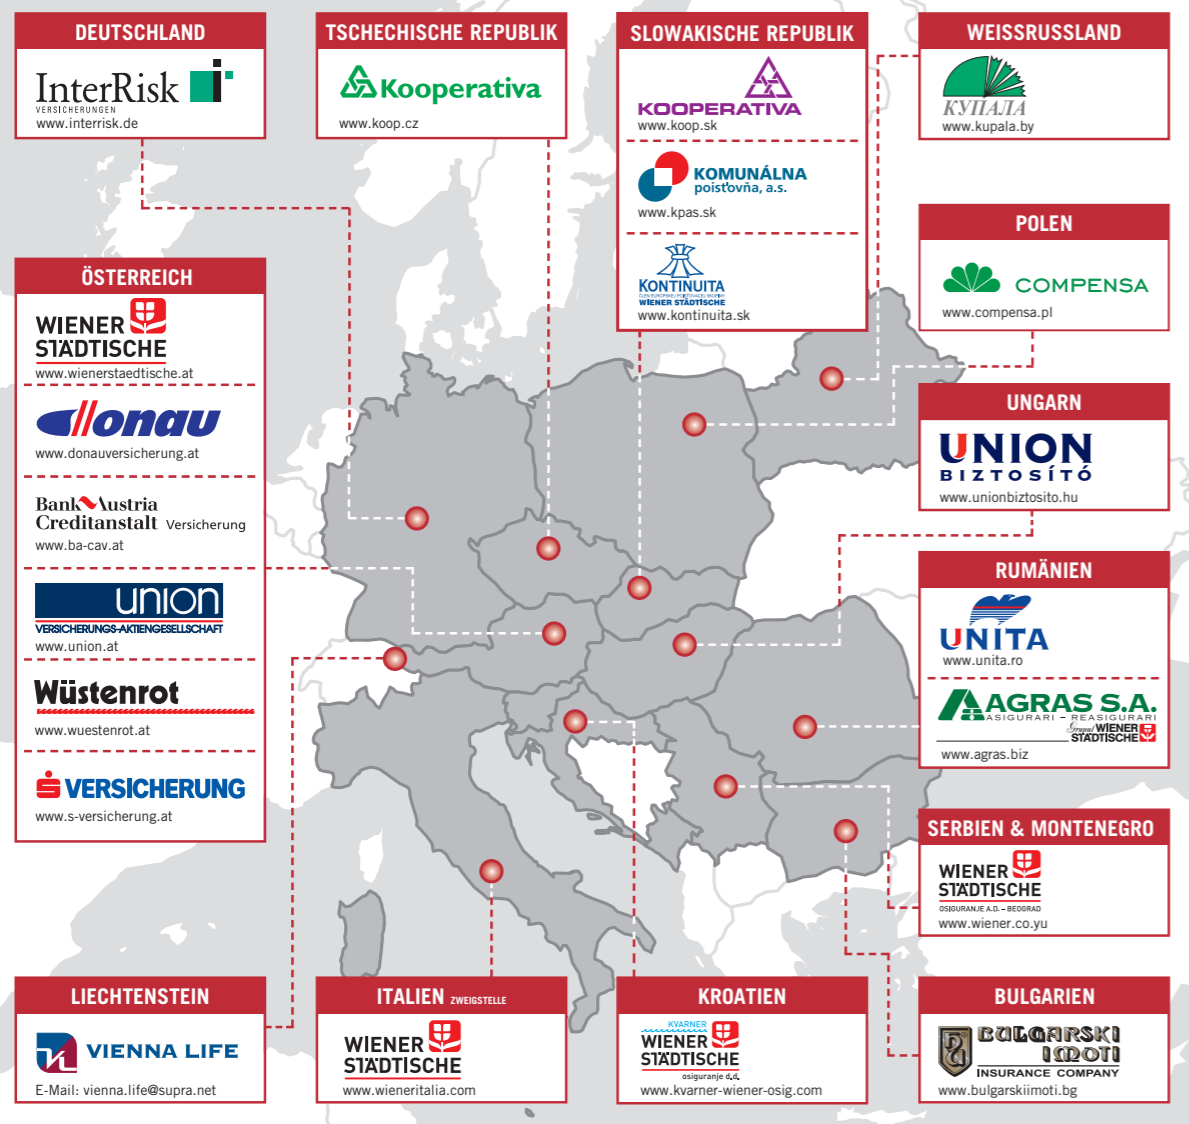 DEUTSCHLAND
InterRisk
VERSICHERUNGEN
www.interrisk.de
TSCHECHISCHE REPUBLIK
Kooperativa
www.koop.cz
SLOWAKISCHE REPUBLIK
KOOPERATIVA
www.koop.sk
KOMUNÁLNA
poisťovňa, a.s.
www.kpas.sk
KONTINUITA
WIENER STÄDTISCHE
www.kontinuita.sk
WEISSRUSSLAND
КУПАЛА
www.kupala.by
POLEN
COMPENSA
www.compensa.pl
ÖSTERREICH
WIENER
STÄDTISCHE
www.wienerstaedtische.at
donau
www.donauversicherung.at
Bank Austria
Creditanstalt Versicherung
www.ba-cav.at
union
VERSICHERUNGS-AKTIENGESELLSCHAFT
www.union.at
Wüstenrot
www.wuestenrot.at
s VERSICHERUNG
www.s-versicherung.at
UNGARN
UNION
BIZTOSÍTÓ
www.unionbiztosito.hu
RUMÄNIEN
UNITA
www.unita.ro
AGRAS S.A.
ASIGURARI – REASIGURARI
Grupul WIENER
STÄDTISCHE
www.agras.biz
SERBIEN & MONTENEGRO
WIENER
STÄDTISCHE
OSIGURANJE A.D. – BEOGRAD
www.wiener.co.yu
LIECHTENSTEIN
VIENNA LIFE
E-Mail: vienna.life@supra.net
ITALIEN ZWEIGSTELLE
WIENER
STÄDTISCHE
www.wieneritalia.com
KROATIEN
KVARNER
WIENER
STÄDTISCHE
osiguranje d.d.
www.kvarner-wiener-osig.com
BULGARIEN
BULGARSKI
IMOTI
INSURANCE COMPANY
www.bulgarskiimoti.bg